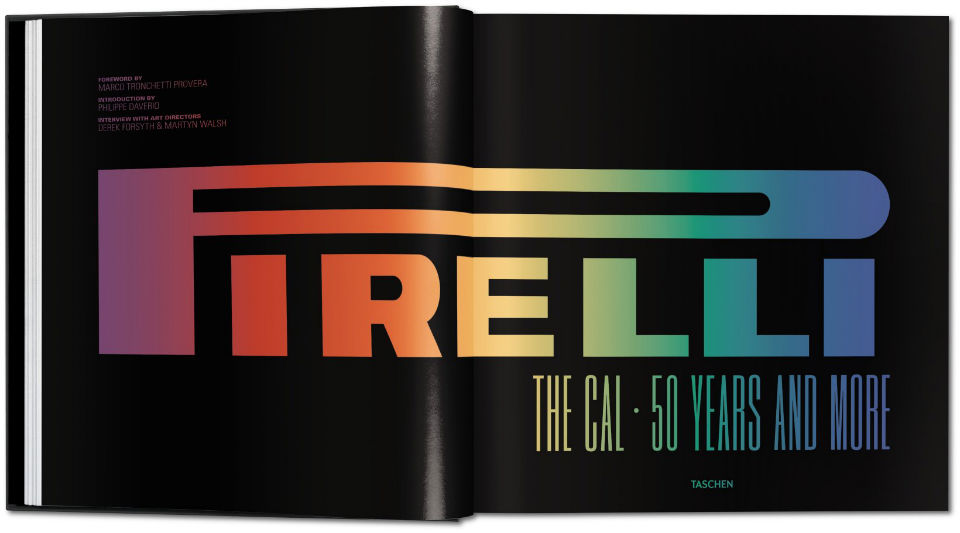 FOREWORD BY
MARCO TRONCHETTI PROVERA
INTRODUCTION BY
PHILIPPE DAVERIO
INTERVIEW WITH ART DIRECTORS
DEREK FORSYTH & MARTYN WALSH
PIRELLI
THE CAL · 50 YEARS AND MORE
TASCHEN